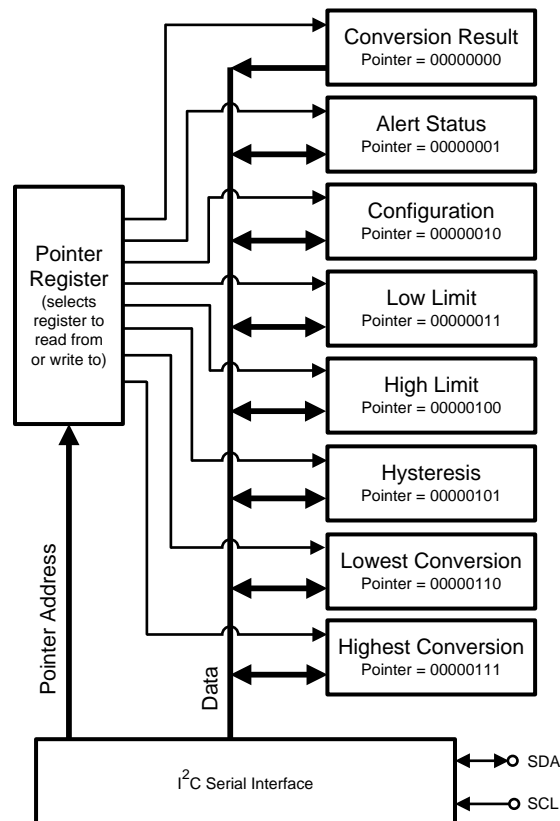 Conversion Result
Pointer = 00000000
Alert Status
Pointer = 00000001
Configuration
Pointer = 00000010
Low Limit
Pointer = 00000011
High Limit
Pointer = 00000100
Hysteresis
Pointer = 00000101
Lowest Conversion
Pointer = 00000110
Highest Conversion
Pointer = 00000111
Pointer
Register
(selects
register to
read from
or write to)
Pointer Address
Data
I²C Serial Interface
SDA
SCL